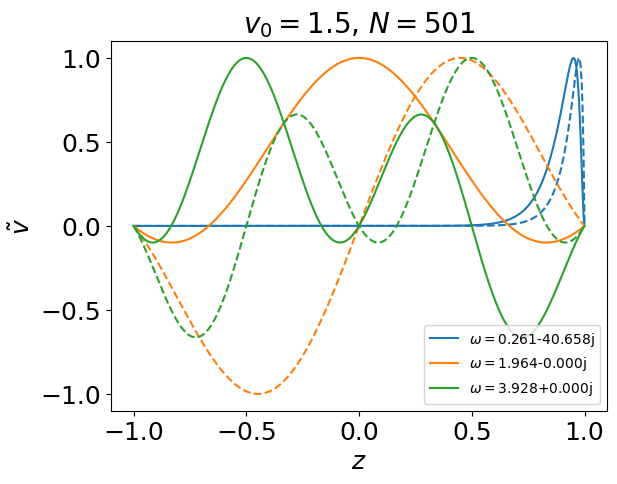 v₀ = 1.5, N = 501
1.0
0.5
0.0
−0.5
−1.0
ṽ
−1.0 −0.5 0.0 0.5 1.0
z
ω = 0.261-40.658j
ω = 1.964-0.000j
ω = 3.928+0.000j